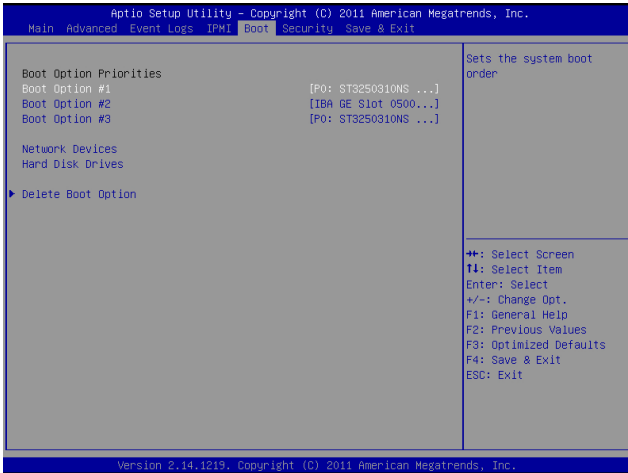 Aptio Setup Utility – Copyright (C) 2011 American Megatrends, Inc.
Main Advanced Event Logs IPMI Boot Security Save & Exit
Sets the system boot
order
Boot Option Priorities
Boot Option #1 [P0: ST3250310NS ...]
Boot Option #2 [IBA GE Slot 0500...]
Boot Option #3 [P0: ST3250310NS ...]
Network Devices
Hard Disk Drives
Delete Boot Option
→←: Select Screen
↑↓: Select Item
Enter: Select
+/-: Change Opt.
F1: General Help
F2: Previous Values
F3: Optimized Defaults
F4: Save & Exit
ESC: Exit
Version 2.14.1219. Copyright (C) 2011 American Megatrends, Inc.